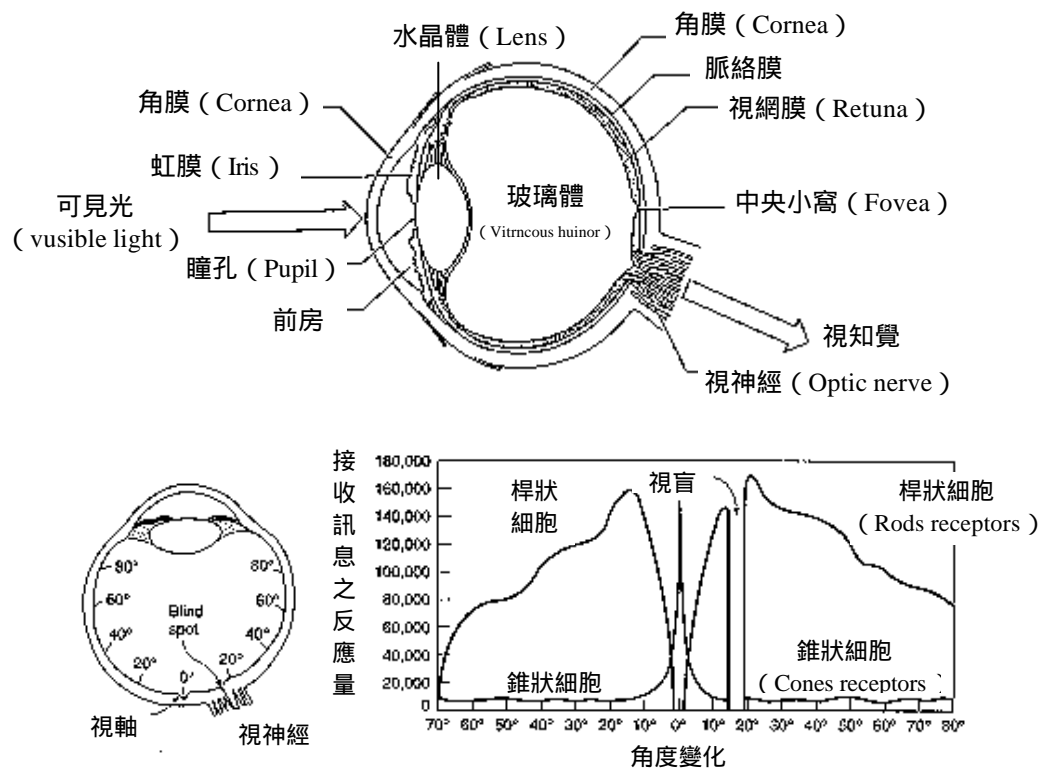 水晶體（Lens）
角膜（Cornea）
脈絡膜
視網膜（Retuna）
角膜（Cornea）
虹膜（Iris）
可見光
（vusible light）
玻璃體
（Vitrncous huinor）
中央小窩（Fovea）
瞳孔（Pupil）
前房
視知覺
視神經（Optic nerve）
80°
60°
40°
20°
0°
20°
40°
60°
80°
Blind
spot
視軸
視神經
接收訊息之反應量
180,000
160,000
140,000
120,000
100,000
80,000
60,000
40,000
20,000
0
桿狀
細胞
視盲
桿狀細胞
（Rods receptors）
錐狀細胞
錐狀細胞
（Cones receptors）
70° 60° 50° 40° 30° 20° 10° 0° 10° 20° 30° 40° 50° 60° 70° 80°
角度變化